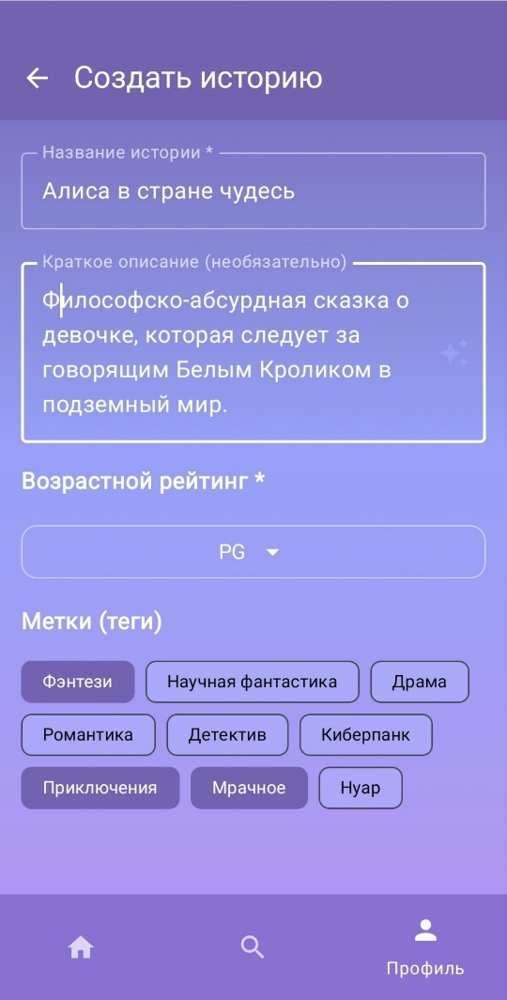 Создать историю
Название истории *
Алиса в стране чудесь
Краткое описание (необязательно)
Философско-абсурдная сказка о
девочке, которая следует за
говорящим Белым Кроликом в
подземный мир.
Возрастной рейтинг *
PG
Метки (теги)
Фэнтези Научная фантастика Драма
Романтика Детектив Киберпанк
Приключения Мрачное Нуар
Профиль